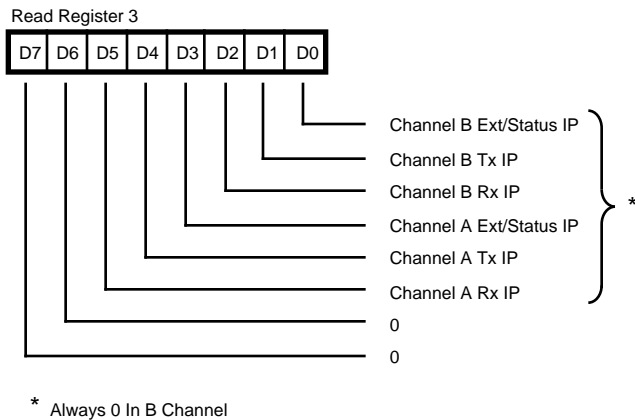 Read Register 3
D7 D6 D5 D4 D3 D2 D1 D0
Channel B Ext/Status IP
Channel B Tx IP
Channel B Rx IP
*
Channel A Ext/Status IP
Channel A Tx IP
Channel A Rx IP
0
0
* Always 0 In B Channel